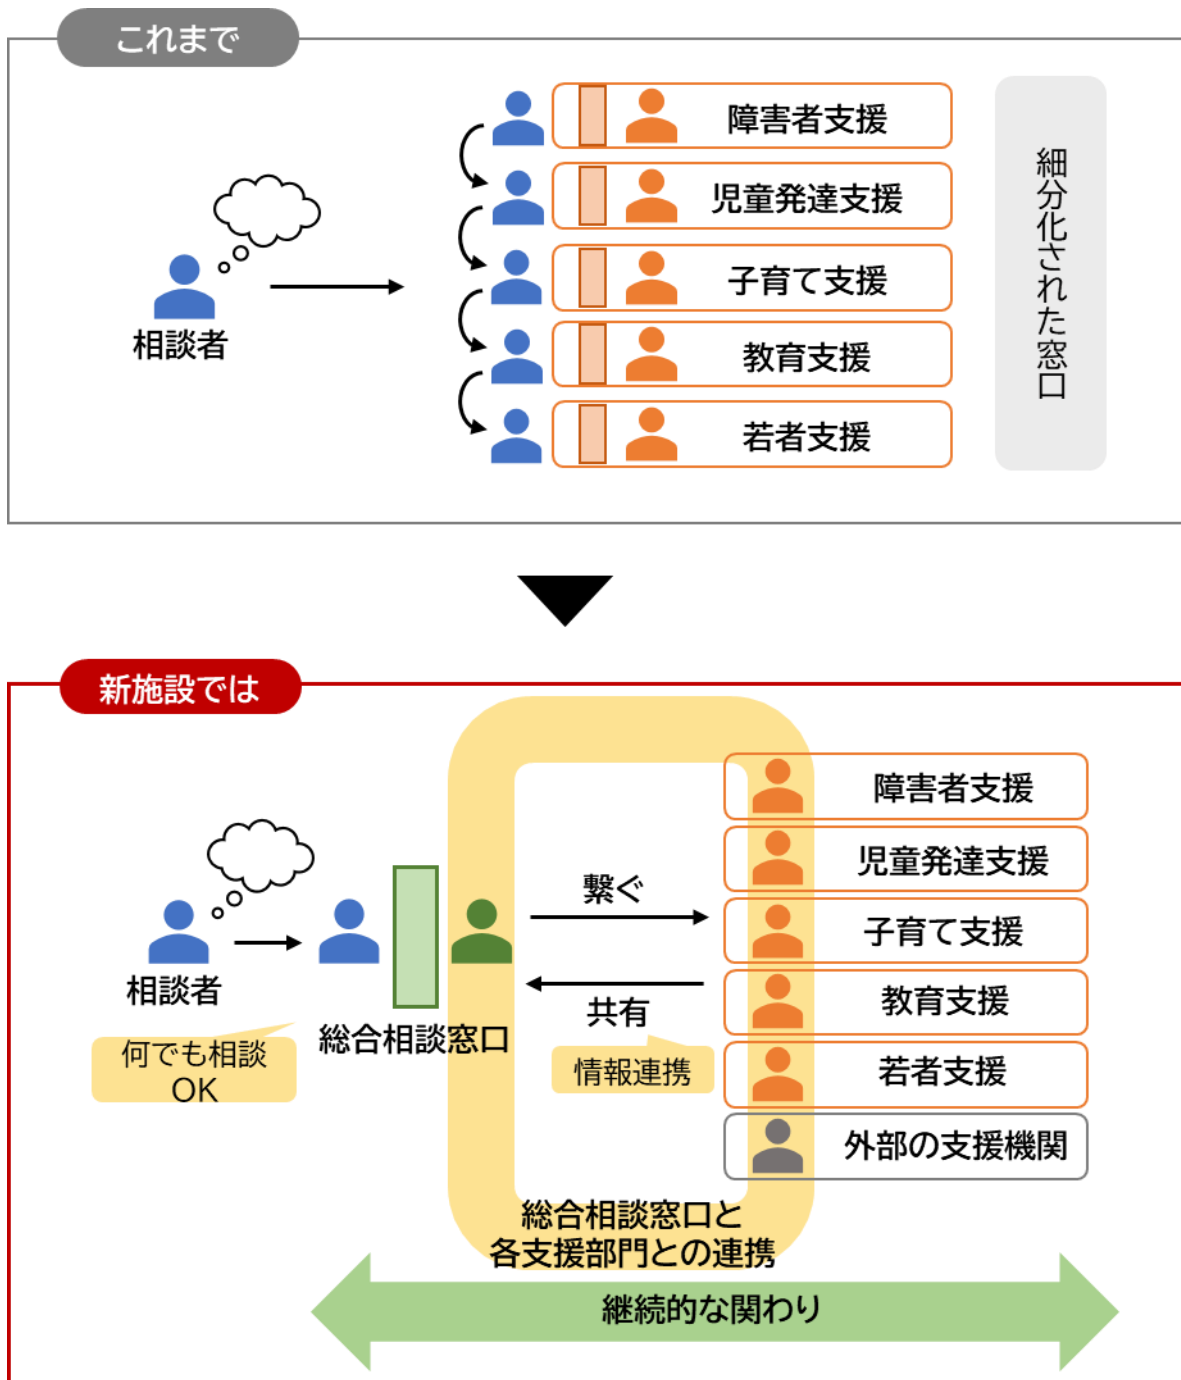 これまで
障害者支援
児童発達支援
子育て支援
教育支援
若者支援
相談者
細分化された窓口
新施設では
相談者
何でも相談
OK
総合相談窓口
繋ぐ
共有
情報連携
障害者支援
児童発達支援
子育て支援
教育支援
若者支援
外部の支援機関
総合相談窓口と
各支援部門との連携
継続的な関わり